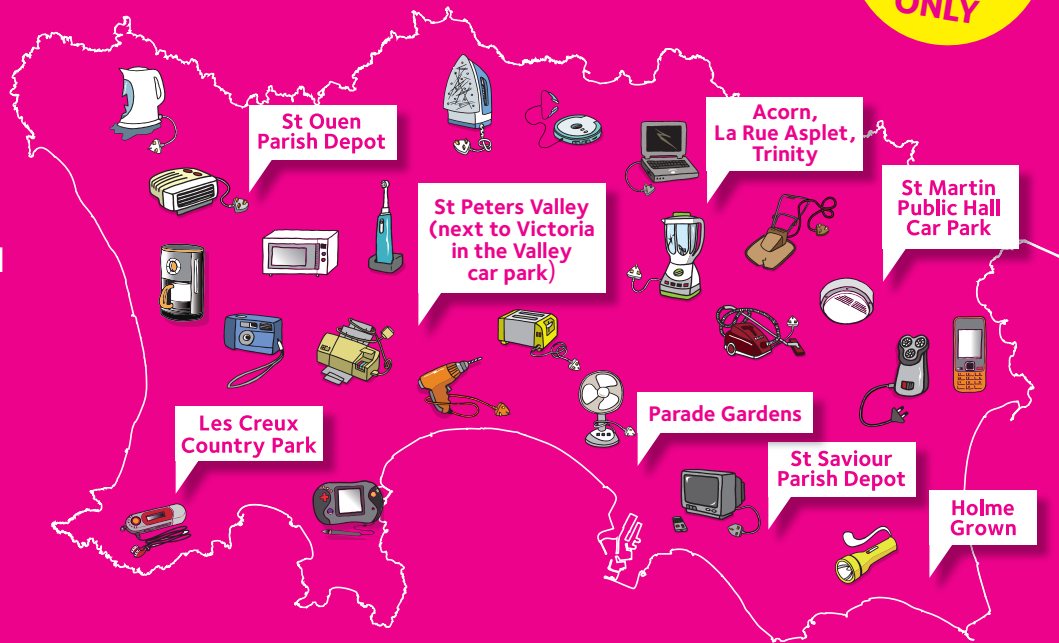 ONLY
St Ouen
Parish Depot
Acorn,
La Rue Asplet,
Trinity
St Peters Valley
(next to Victoria
in the Valley
car park)
St Martin
Public Hall
Car Park
Les Creux
Country Park
Parade Gardens
St Saviour
Parish Depot
Holme
Grown